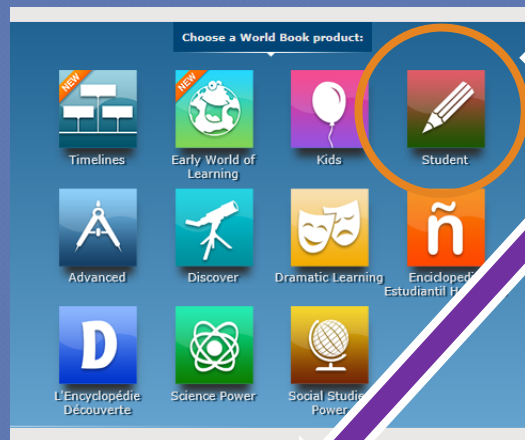 Choose a World Book product:
NEW
NEW
Timelines
Early World of
Learning
Kids
Student
Advanced
Discover
Dramatic Learning
ñ
Estudiantil
D
L'Encyclopédie
Découverte
Science Power
Social
Power